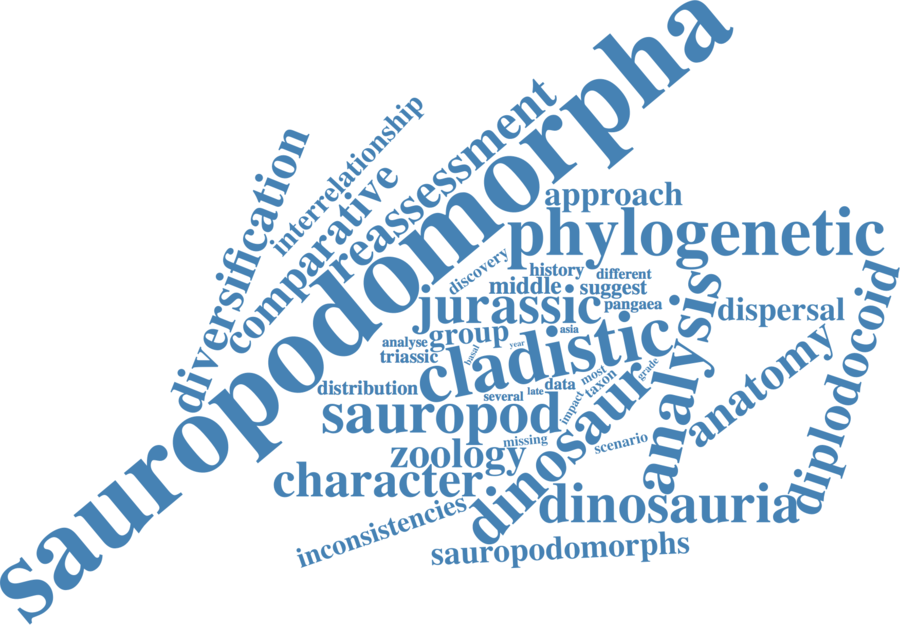 sauropodomorpha
diversification
interrelationship
comparative
reassessment
approach
phylogenetic
discovery
history
different
middle
suggest
jurassic
pangaea
dispersal
diplodocoid
analysis
group
asia
analyse
triassic
basal
year
cladistic
grade
most
taxon
anatomy
distribution
several
late
data
impact
sauropod
dinosaur
missing
scenario
zoology
character
dinosauria
inconsistencies
sauropodomorphs